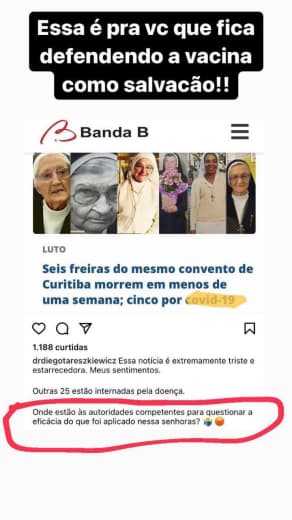 Essa é pra vc que fica
defendendo a vacina
como salvacão!!
Banda B
LUTO
Seis freiras do mesmo convento de
Curitiba morrem em menos de
uma semana; cinco por covid-19
1.188 curtidas
drdiegotareszkiewicz Essa notícia é extremamente triste e
estarrecedora. Meus sentimentos.
Outras 25 estão internadas pela doença.
Onde estão às autoridades competentes para questionar a
eficácia do que foi aplicado nessa senhoras?